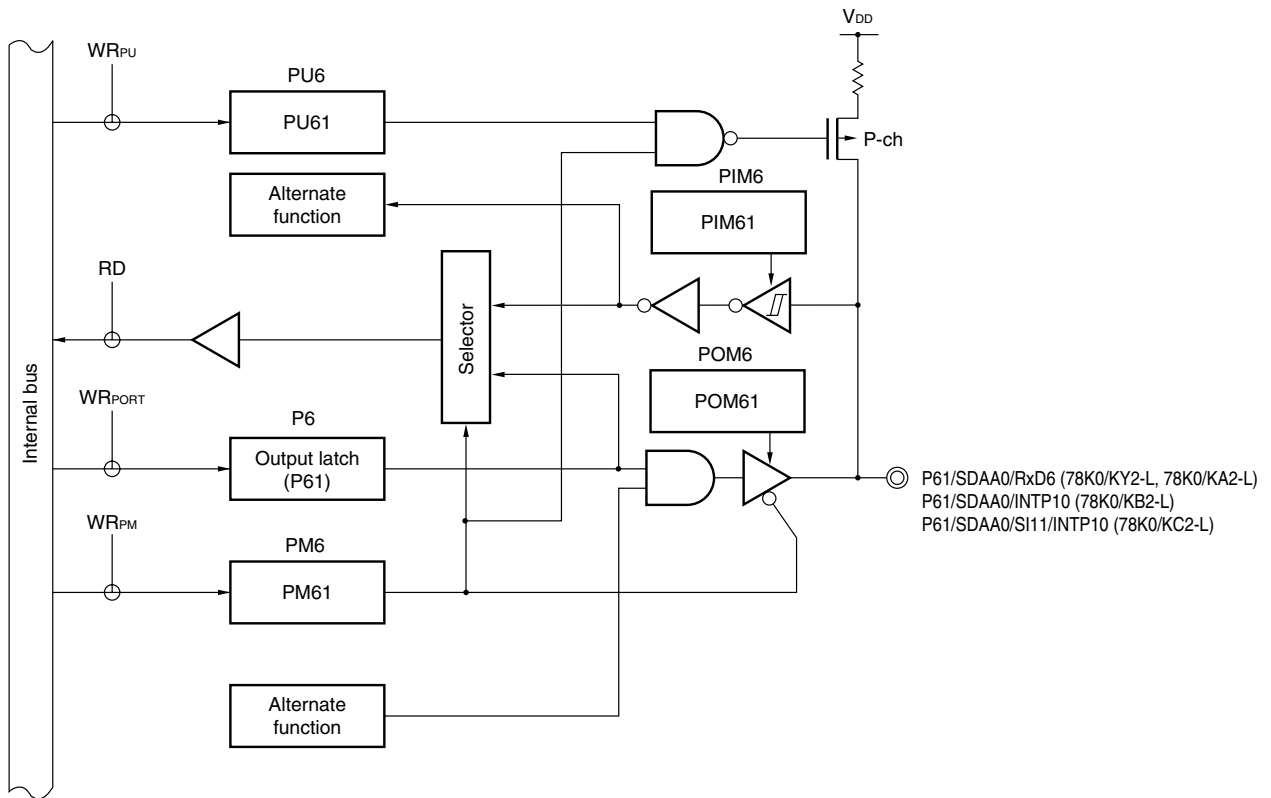 VDD
WRPU
PU6
PU61
P-ch
Alternate
function
PIM6
PIM61
RD
Selector
POM6
POM61
Internal bus
WRPORT
P6
Output latch
(P61)
P61/SDAA0/RxD6 (78K0/KY2-L, 78K0/KA2-L)
P61/SDAA0/INTP10 (78K0/KB2-L)
P61/SDAA0/SI11/INTP10 (78K0/KC2-L)
WRPM
PM6
PM61
Alternate
function